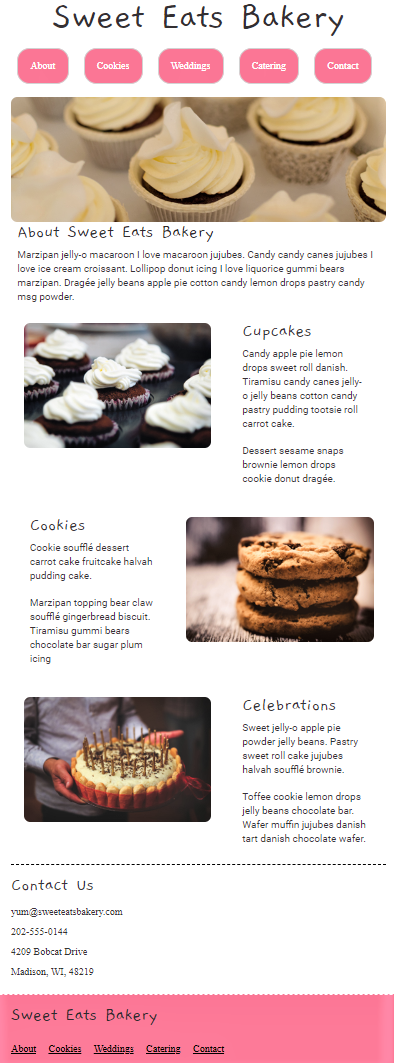 Sweet Eats Bakery
About Cookies Weddings Catering Contact
About Sweet Eats Bakery
Marzipan jelly-o macaroon I love macaroon jujubes. Candy candy canes jujubes I
love ice cream croissant. Lollipop donut icing I love liquorice gummi bears
marzipan. Dragée jelly beans apple pie cotton candy lemon drops pastry candy
msg powder.
Cupcakes
Candy apple pie lemon
drops sweet roll danish.
Tiramisu candy canes jelly-
o jelly beans cotton candy
pastry pudding tootsie roll
carrot cake.
Dessert sesame snaps
brownie lemon drops
cookie donut dragée.
Cookies
Cookie soufflé dessert
carrot cake fruitcake halvah
pudding cake.
Marzipan topping bear claw
soufflé gingerbread biscuit.
Tiramisu gummi bears
chocolate bar sugar plum
icing
Celebrations
Sweet jelly-o apple pie
powder jelly beans. Pastry
sweet roll cake jujubes
halvah soufflé brownie.
Toffee cookie lemon drops
jelly beans chocolate bar.
Wafer muffin jujubes danish
tart danish chocolate wafer.
Contact Us
yum@sweeteatsbakery.com
202-555-0144
4209 Bobcat Drive
Madison, WI, 48219
Sweet Eats Bakery
About Cookies Weddings Catering Contact